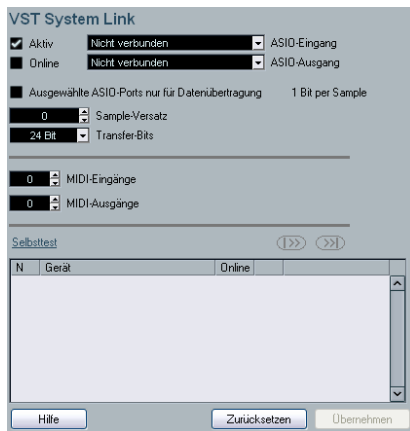 VST System Link
Aktiv Nicht verbunden ASIO-Eingang
Online Nicht verbunden ASIO-Ausgang
Ausgewählte ASIO-Ports nur für Datenübertragung 1 Bit per Sample
0 Sample-Versatz
24 Bit Transfer-Bits
0 MIDI-Eingänge
0 MIDI-Ausgänge
Selbsttest
N Gerät Online
Hilfe Zurücksetzen Übernehmen